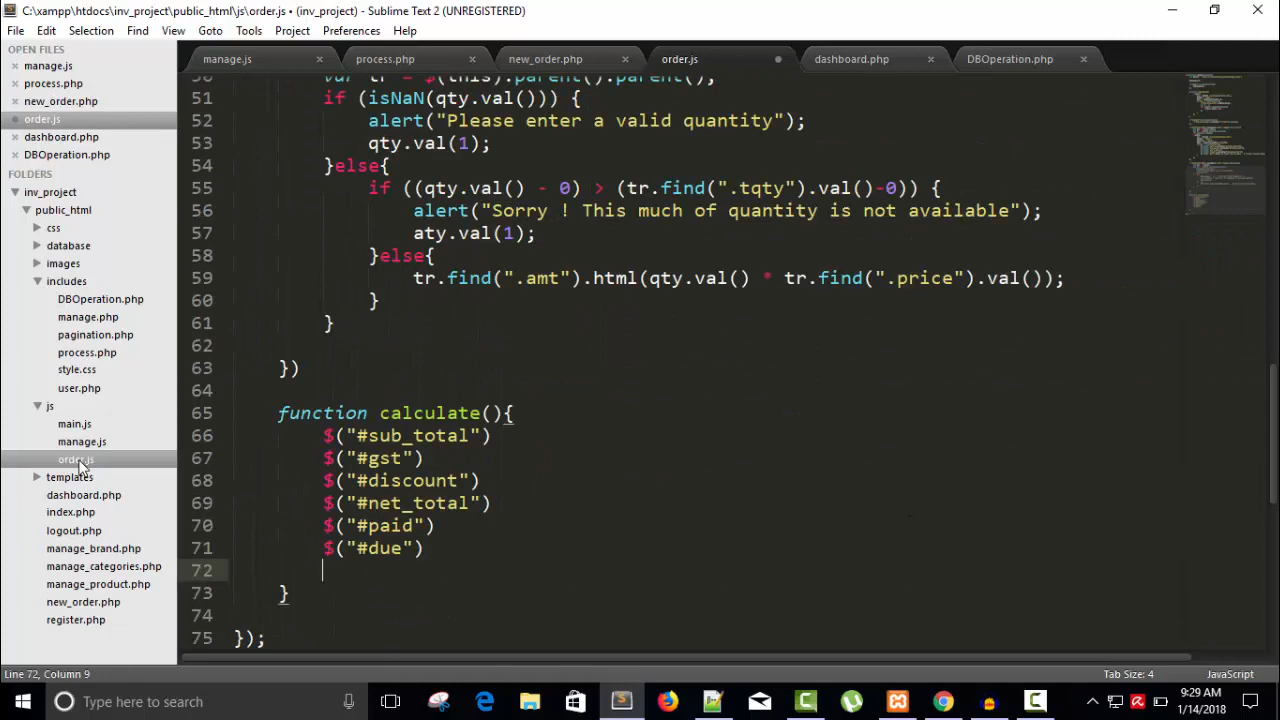 C:\xampp\htdocs\inv_project\public_html\js\order.js • (inv_project) - Sublime Text 2 (UNREGISTERED)
File Edit Selection Find View Goto Tools Project Preferences Help
OPEN FILES
manage.js
process.php
new_order.php
order.js
dashboard.php
DBOperation.php
FOLDERS
inv_project
public_html
css
database
images
includes
DBOperation.php
manage.php
pagination.php
process.php
style.css
user.php
js
main.js
manage.js
order.js
templates
dashboard.php
index.php
logout.php
manage_brand.php
manage_categories.php
manage_product.php
new_order.php
register.php
manage.js process.php new_order.php order.js dashboard.php DBOperation.php
50 var tr = $(this).parent().parent();
51 if (isNaN(qty.val())) {
52 alert("Please enter a valid quantity");
53 qty.val(1);
54 }else{
55 if ((qty.val() - 0) > (tr.find(".tqty").val()-0)) {
56 alert("Sorry ! This much of quantity is not available");
57 aty.val(1);
58 }else{
59 tr.find(".amt").html(qty.val() * tr.find(".price").val());
60 }
61 }
62
63 })
64
65 function calculate(){
66 $("#sub_total")
67 $("#gst")
68 $("#discount")
69 $("#net_total")
70 $("#paid")
71 $("#due")
72
73 }
74
75 });
Line 72, Column 9 Tab Size: 4 JavaScript
Type here to search
9:29 AM
1/14/2018